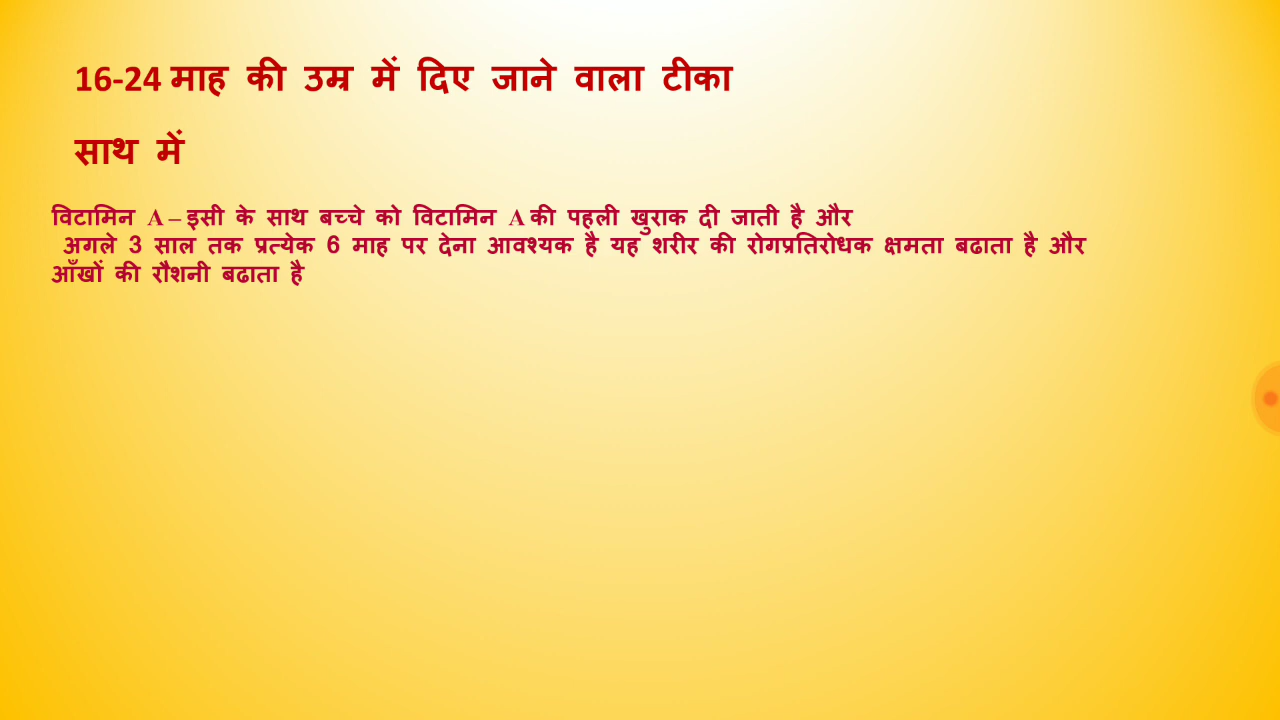 16-24 माह की उम्र में दिए जाने वाला टीका
साथ में
विटामिन A – इसी के साथ बच्चे को विटामिन A की पहली खुराक दी जाती है और
अगले 3 साल तक प्रत्येक 6 माह पर देना आवश्यक है यह शरीर की रोगप्रतिरोधक क्षमता बढाता है और
आँखों की रौशनी बढाता है